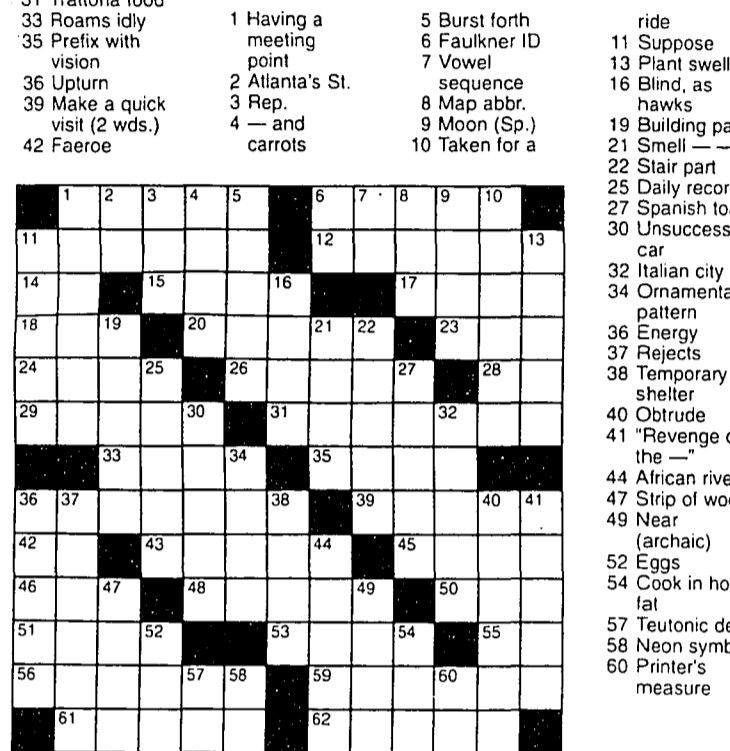 31 Trattoria food
33 Roams idly
35 Prefix with
vision
36 Upturn
39 Make a quick
visit (2 wds.)
42 Faeroe
1 Having a
meeting
point
2 Atlanta's St.
3 Rep.
4 — and
carrots
5 Burst forth
6 Faulkner ID
7 Vowel
sequence
8 Map abbr.
9 Moon (Sp.)
10 Taken for a
ride
11 Suppose
13 Plant swell
16 Blind, as
hawks
19 Building pa
21 Smell — —
22 Stair part
25 Daily recor
27 Spanish to
30 Unsuccess
car
32 Italian city
34 Ornamenta
pattern
36 Energy
37 Rejects
38 Temporary
shelter
40 Obtrude
41 "Revenge o
the —"
44 African rive
47 Strip of woo
49 Near
(archaic)
52 Eggs
54 Cook in ho
fat
57 Teutonic de
58 Neon symb
60 Printer's
measure
1 2 3 4 5 6 7 8 9 10
11 12 13
14 15 16 17
18 19 20 21 22 23
24 25 26 27 28
29 30 31 32
33 34 35
36 37 38 39 40 41
42 43 44 45
46 47 48 49 50
51 52 53 54 55
56 57 58 59 60
61 62